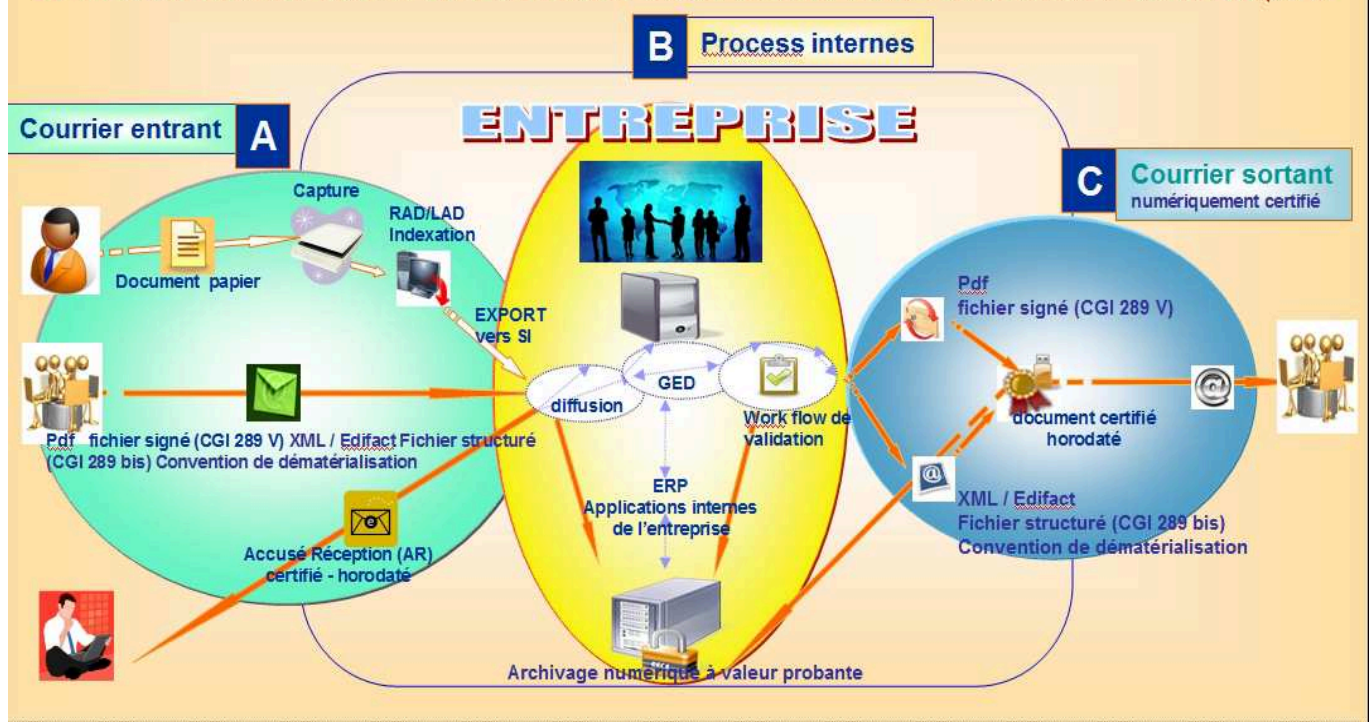 B
Process internes
ENTREPRISE
Courrier entrant
A
Capture
RAD/LAD
Indexation
Document papier
EXPORT
vers SI
Pdf fichier signé (CGI 289 V) XML / Edifact Fichier structuré
(CGI 289 bis) Convention de dématérialisation
Accusé Réception (AR)
certifié - horodaté
diffusion
GED
Work flow de
validation
ERP
Applications internes
de l'entreprise
Archivage numérique à valeur probante
C
Courrier sortant
numériquement certifié
Pdf
fichier signé (CGI 289 V)
document certifié
horodaté
@
@
XML / Edifact
Fichier structuré (CGI 289 bis)
Convention de dématérialisation
e